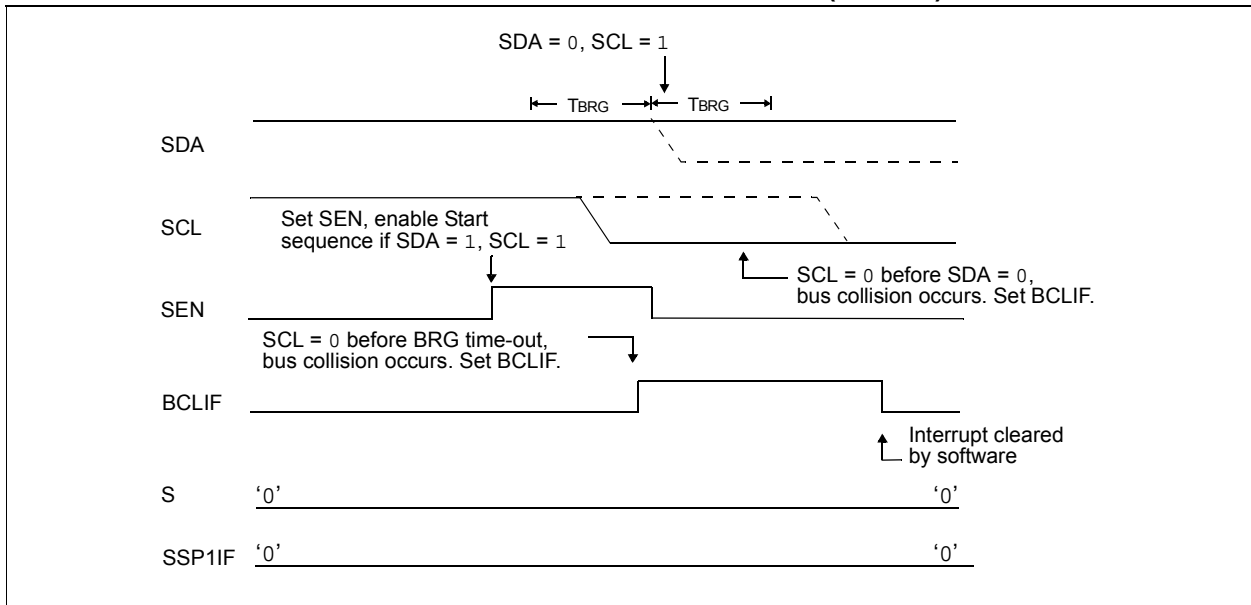 SDA = 0, SCL = 1
TBRG TBRG
SDA
SCL
Set SEN, enable Start
sequence if SDA = 1, SCL = 1
SCL = 0 before SDA = 0,
bus collision occurs. Set BCLIF.
SEN
SCL = 0 before BRG time-out,
bus collision occurs. Set BCLIF.
BCLIF
Interrupt cleared
by software
S ‘0’ ‘0’
SSP1IF ‘0’ ‘0’